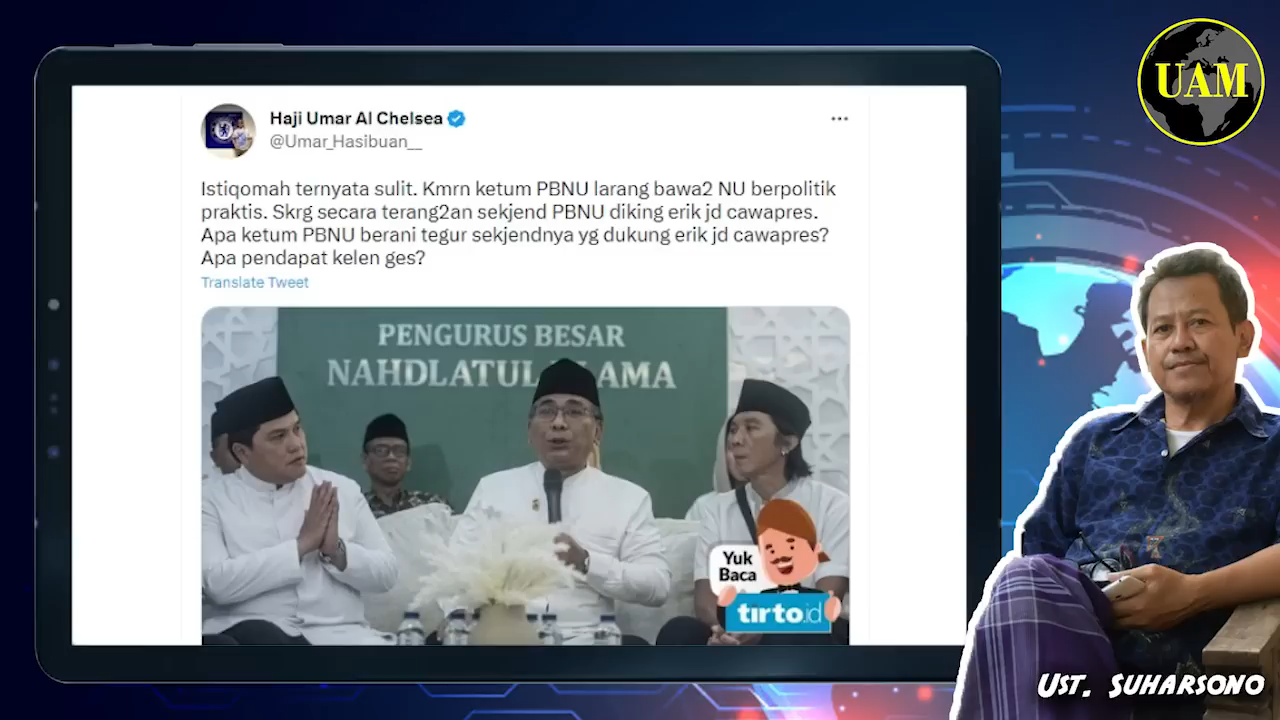 UAM
Haji Umar Al Chelsea
@Umar_Hasibuan__
Istiqomah ternyata sulit. Kmrn ketum PBNU larang bawa2 NU berpolitik
praktis. Skrg secara terang2an sekjend PBNU diking erik jd cawapres.
Apa ketum PBNU berani tegur sekjendnya yg dukung erik jd cawapres?
Apa pendapat kelen ges?
Translate Tweet
PENGURUS BESAR
NAHDLATUL ULAMA
Yuk
Baca
tirto.id
UST. SUHARSONO